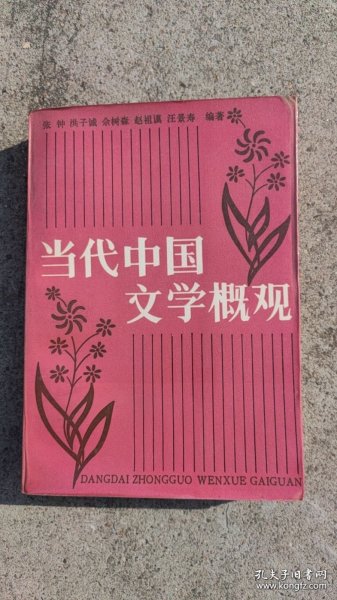 张 钟 洪子诚 佘树森 赵祖谟 汪景寿 编著
当代中国
文学概观
DANGDAI ZHONGGUO WENXUE GAIGUAN
孔夫子旧书网
www.kongfz.com